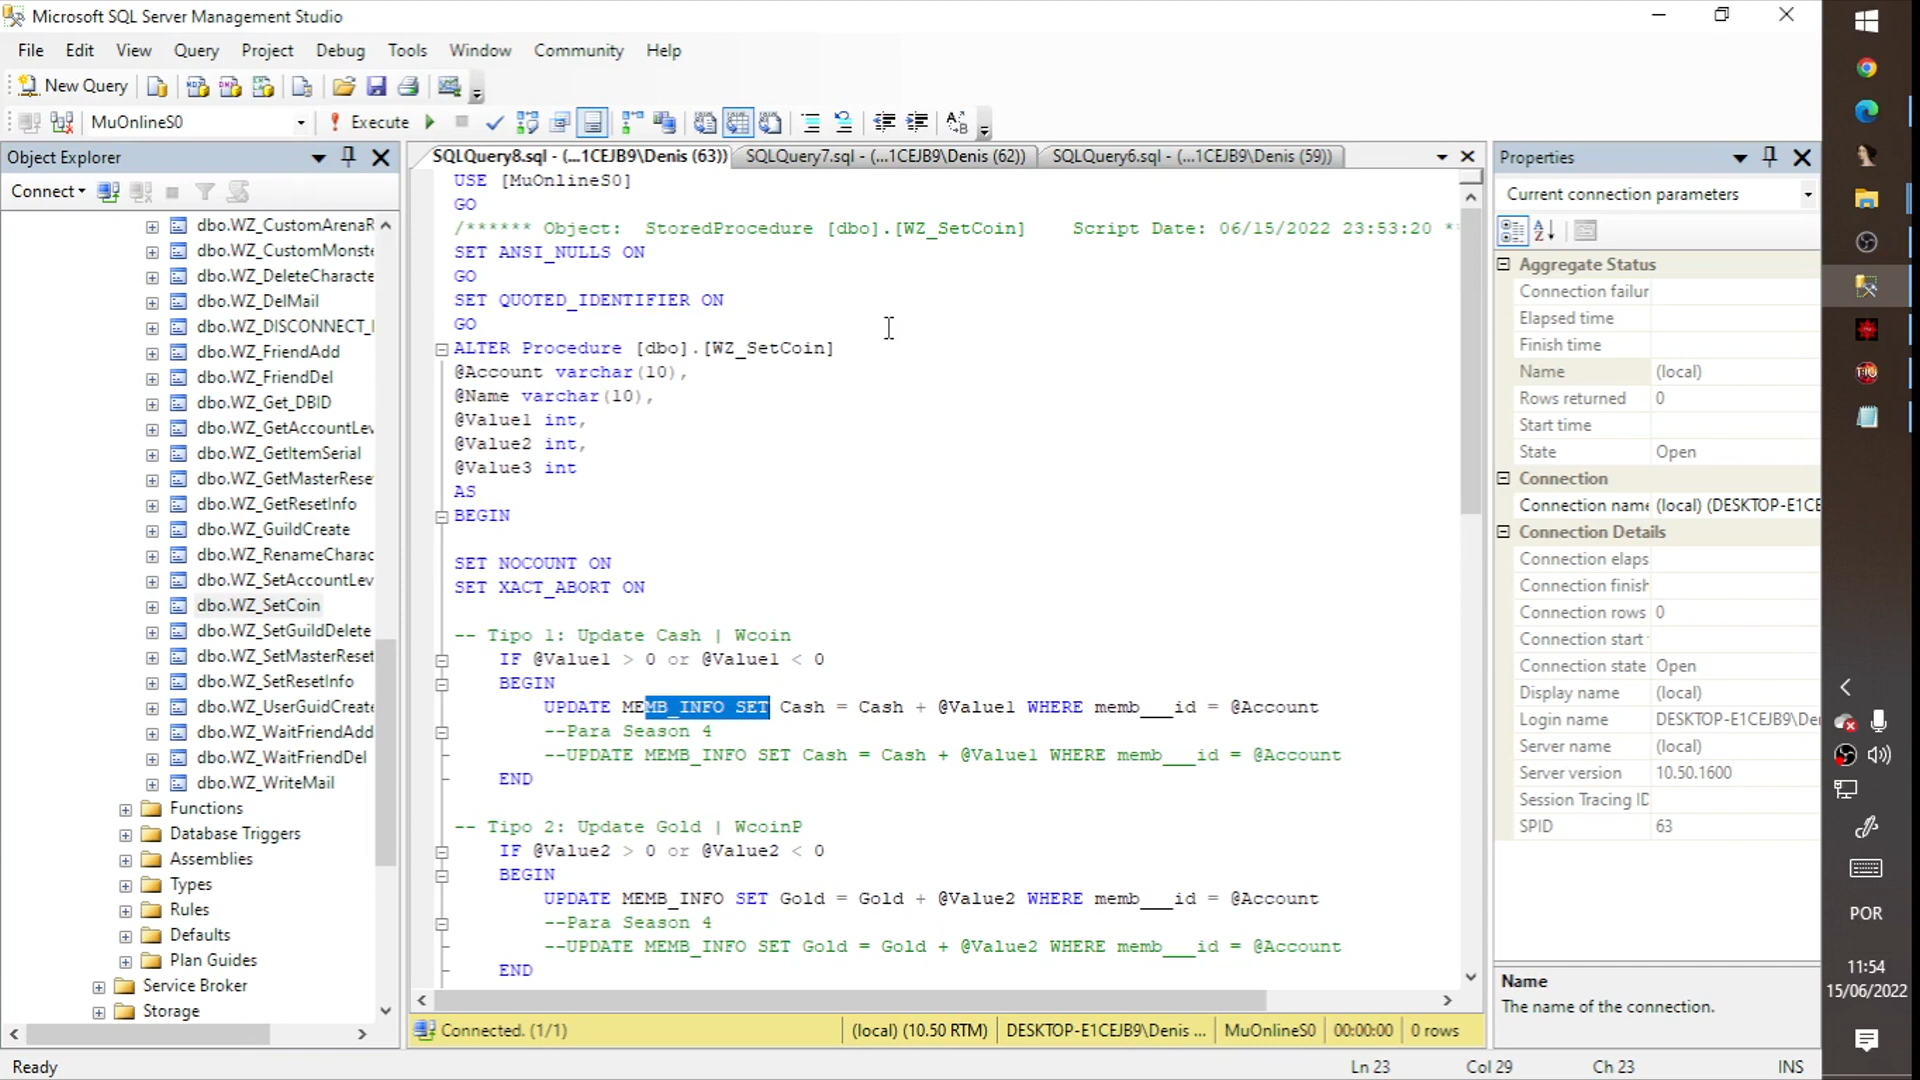 Microsoft SQL Server Management Studio
File Edit View Query Project Debug Tools Window Community Help
New Query
MuOnlineS0 Execute
Object Explorer
Connect
dbo.WZ_CustomArenaR
dbo.WZ_CustomMonste
dbo.WZ_DeleteCharacte
dbo.WZ_DelMail
dbo.WZ_DISCONNECT_
dbo.WZ_FriendAdd
dbo.WZ_FriendDel
dbo.WZ_Get_DBID
dbo.WZ_GetAccountLev
dbo.WZ_GetItemSerial
dbo.WZ_GetMasterRese
dbo.WZ_GetResetInfo
dbo.WZ_GuildCreate
dbo.WZ_RenameCharac
dbo.WZ_SetAccountLev
dbo.WZ_SetCoin
dbo.WZ_SetGuildDelete
dbo.WZ_SetMasterReset
dbo.WZ_SetResetInfo
dbo.WZ_UserGuidCreate
dbo.WZ_WaitFriendAdd
dbo.WZ_WaitFriendDel
dbo.WZ_WriteMail
Functions
Database Triggers
Assemblies
Types
Rules
Defaults
Plan Guides
Service Broker
Storage
SQLQuery8.sql - (...1CEJB9\Denis (63)) SQLQuery7.sql - (...1CEJB9\Denis (62)) SQLQuery6.sql - (...1CEJB9\Denis (59))
USE [MuOnlineS0]
GO
/****** Object: StoredProcedure [dbo].[WZ_SetCoin] Script Date: 06/15/2022 23:53:20 **
SET ANSI_NULLS ON
GO
SET QUOTED_IDENTIFIER ON
GO
ALTER Procedure [dbo].[WZ_SetCoin]
@Account varchar(10),
@Name varchar(10),
@Value1 int,
@Value2 int,
@Value3 int
AS
BEGIN
SET NOCOUNT ON
SET XACT_ABORT ON
-- Tipo 1: Update Cash | Wcoin
IF @Value1 > 0 or @Value1 < 0
BEGIN
UPDATE MEMB_INFO SET Cash = Cash + @Value1 WHERE memb___id = @Account
--Para Season 4
--UPDATE MEMB_INFO SET Cash = Cash + @Value1 WHERE memb___id = @Account
END
-- Tipo 2: Update Gold | WcoinP
IF @Value2 > 0 or @Value2 < 0
BEGIN
UPDATE MEMB_INFO SET Gold = Gold + @Value2 WHERE memb___id = @Account
--Para Season 4
--UPDATE MEMB_INFO SET Gold = Gold + @Value2 WHERE memb___id = @Account
END
Connected. (1/1) (local) (10.50 RTM) DESKTOP-E1CEJB9\Denis ... MuOnlineS0 00:00:00 0 rows
Properties
Current connection parameters
Aggregate Status
Connection failur
Elapsed time
Finish time
Name (local)
Rows returned 0
Start time
State Open
Connection
Connection name (local) (DESKTOP-E1CE
Connection Details
Connection elaps
Connection finish
Connection rows 0
Connection start
Connection state Open
Display name (local)
Login name DESKTOP-E1CEJB9\De
Server name (local)
Server version 10.50.1600
Session Tracing ID
SPID 63
Name
The name of the connection.
POR
11:54
15/06/2022
Ready Ln 23 Col 29 Ch 23 INS